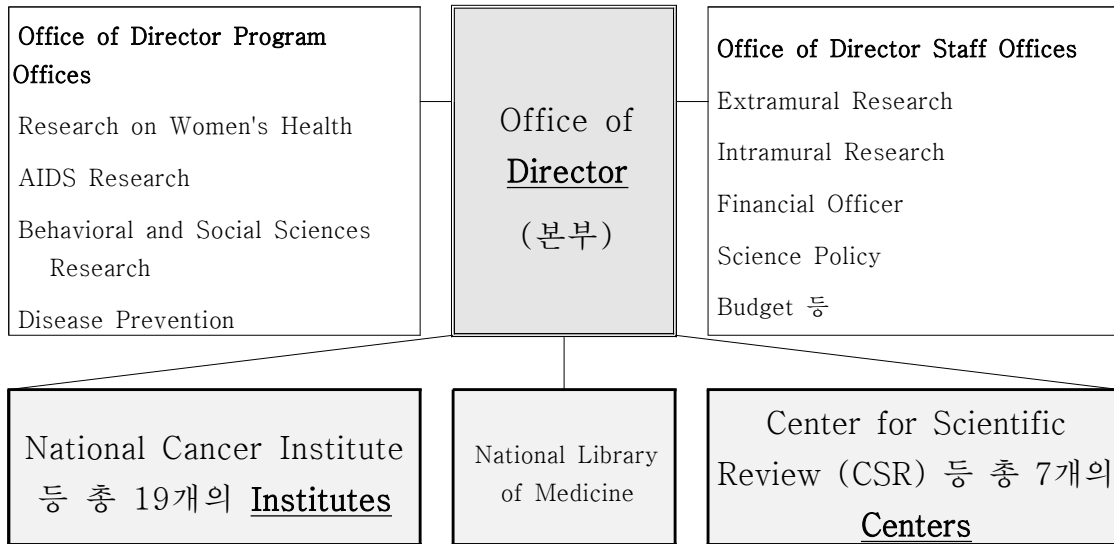 Office of Director Program
Offices
Research on Women's Health
AIDS Research
Behavioral and Social Sciences
Research
Disease Prevention
Office of
Director
(본부)
Office of Director Staff Offices
Extramural Research
Intramural Research
Financial Officer
Science Policy
Budget 등
National Cancer Institute
등 총 19개의 Institutes
National Library
of Medicine
Center for Scientific
Review (CSR) 등 총 7개의
Centers